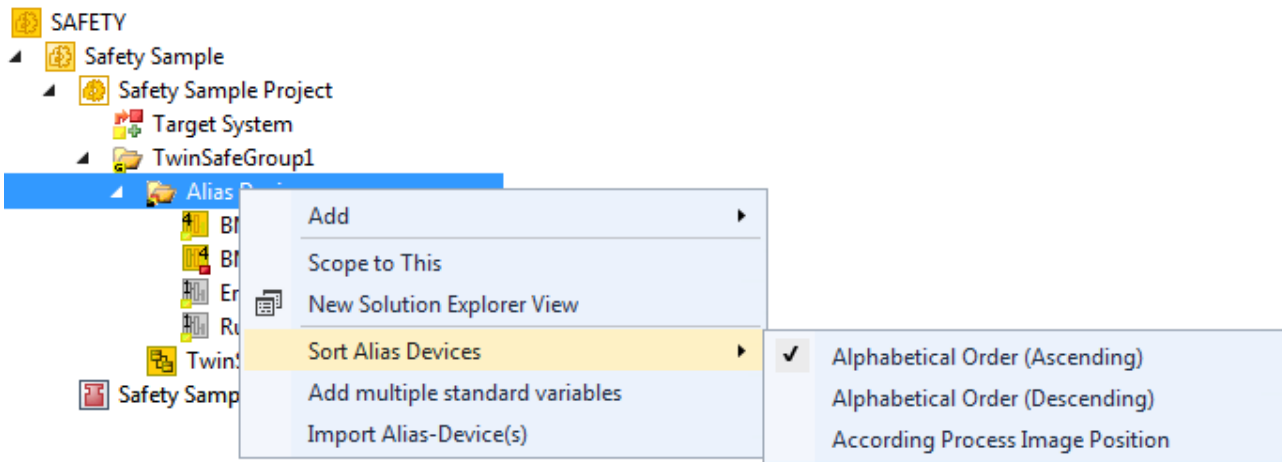 SAFETY
Safety Sample
Safety Sample Project
Target System
TwinSafeGroup1
Alias
Add
Scope to This
New Solution Explorer View
Sort Alias Devices
Alphabetical Order (Ascending)
Add multiple standard variables
Alphabetical Order (Descending)
Safety Samp
Import Alias-Device(s)
According Process Image Position